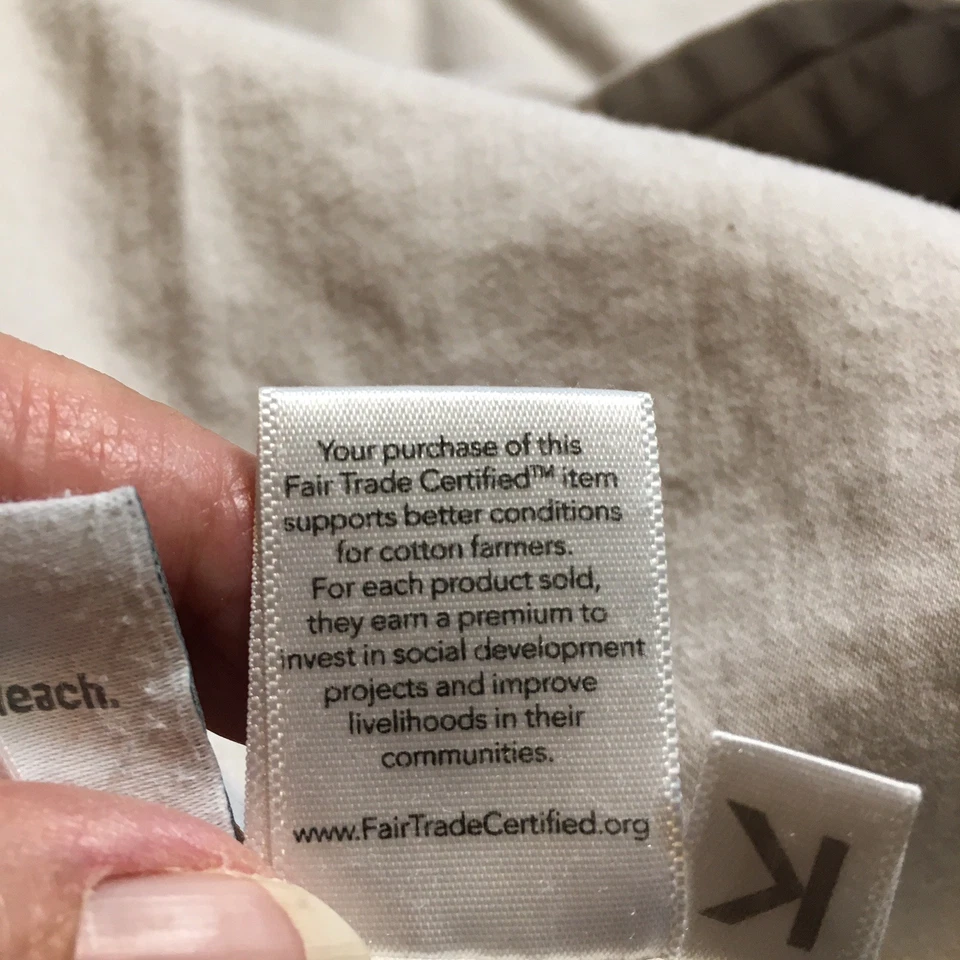 Your purchase of this
Fair Trade Certified™ item
supports better conditions
for cotton farmers.
For each product sold,
they earn a premium to
invest in social development
projects and improve
livelihoods in their
communities.
www.FairTradeCertified.org
leach.
K